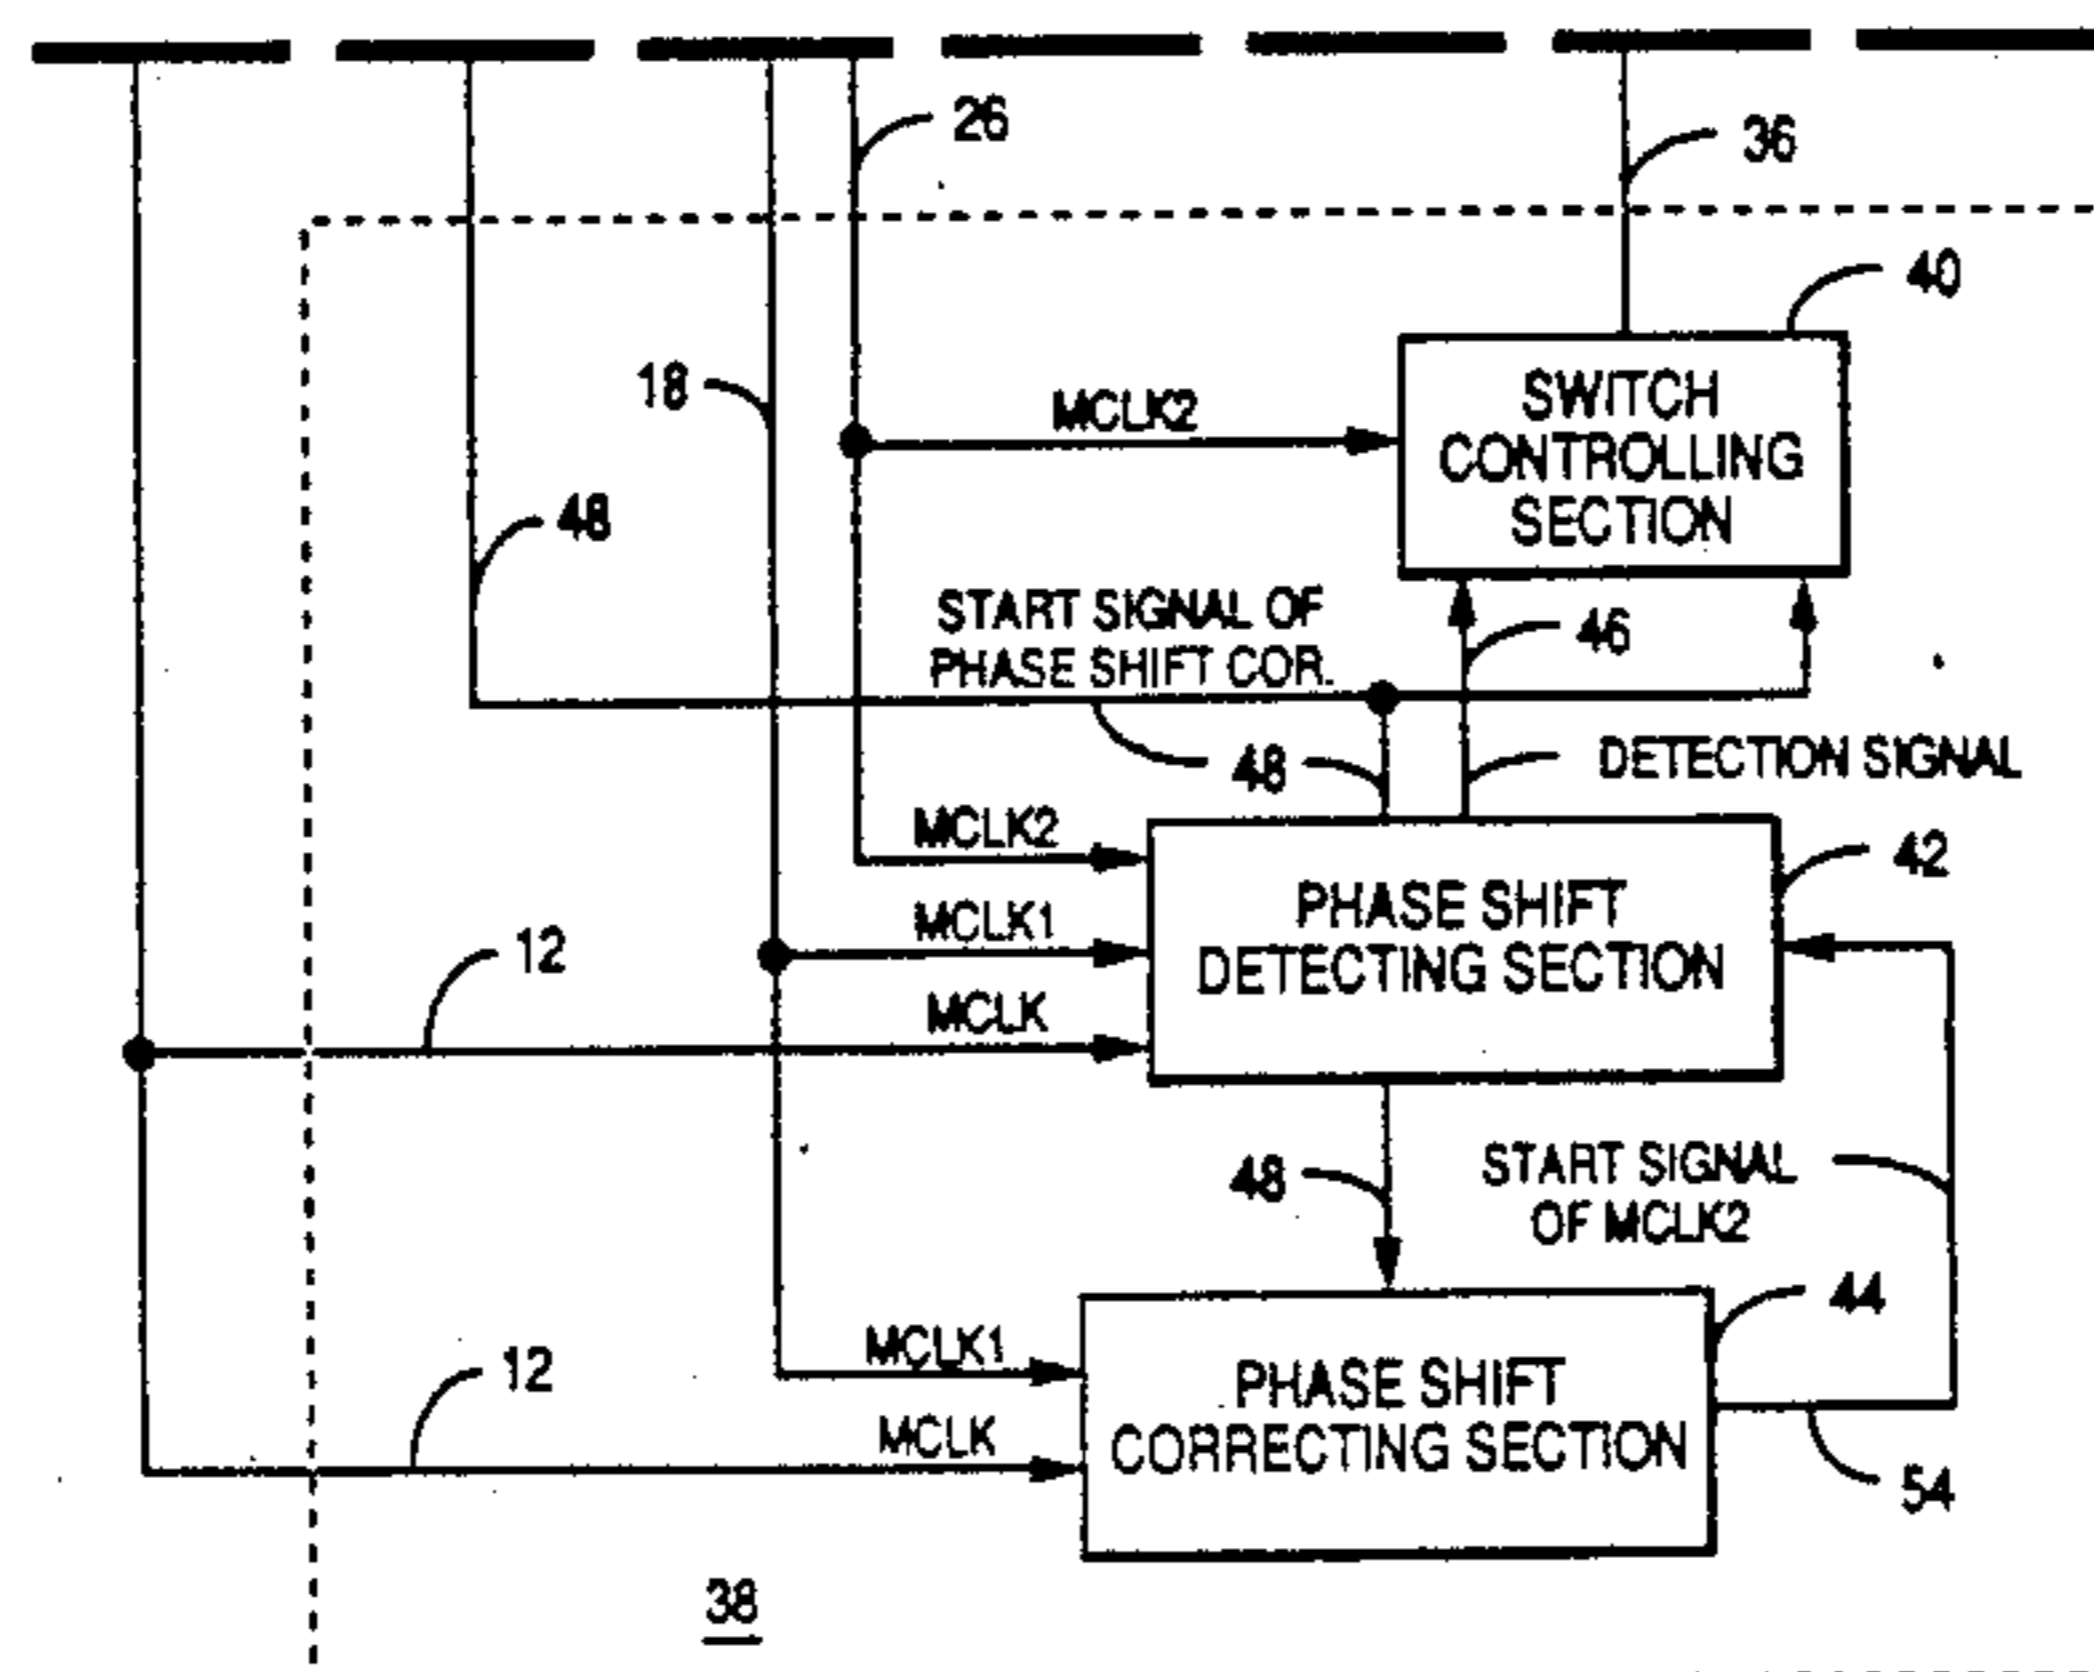 26
36
40
18
MCLK2
SWITCH
CONTROLLING
SECTION
48
START SIGNAL OF
PHASE SHIFT COR.
46
48
DETECTION SIGNAL
MCLK2
42
MCLK1
PHASE SHIFT
DETECTING SECTION
12
MCLK
48
START SIGNAL
OF MCLK2
44
MCLK1
12
PHASE SHIFT
CORRECTING SECTION
MCLK
54
38